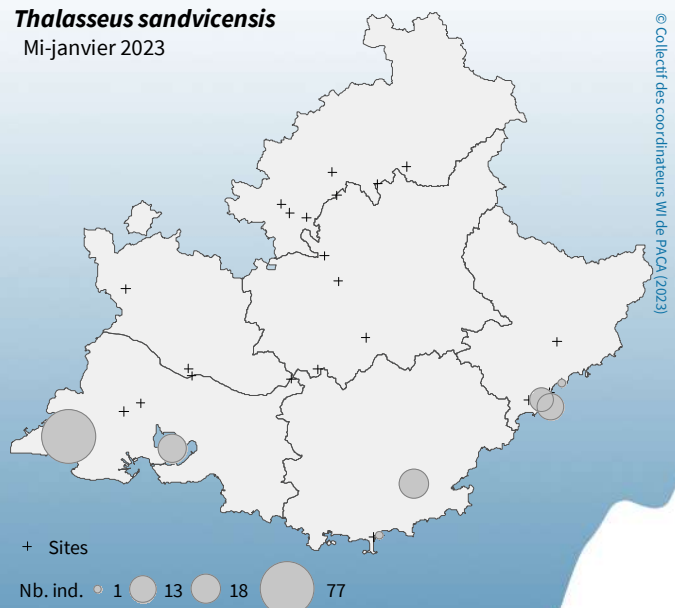 Thalasseus sandvicensis
Mi-janvier 2023
© Collectif des coordinateurs WI de PACA (2023)
+ Sites
Nb. ind. 1 13 18 77